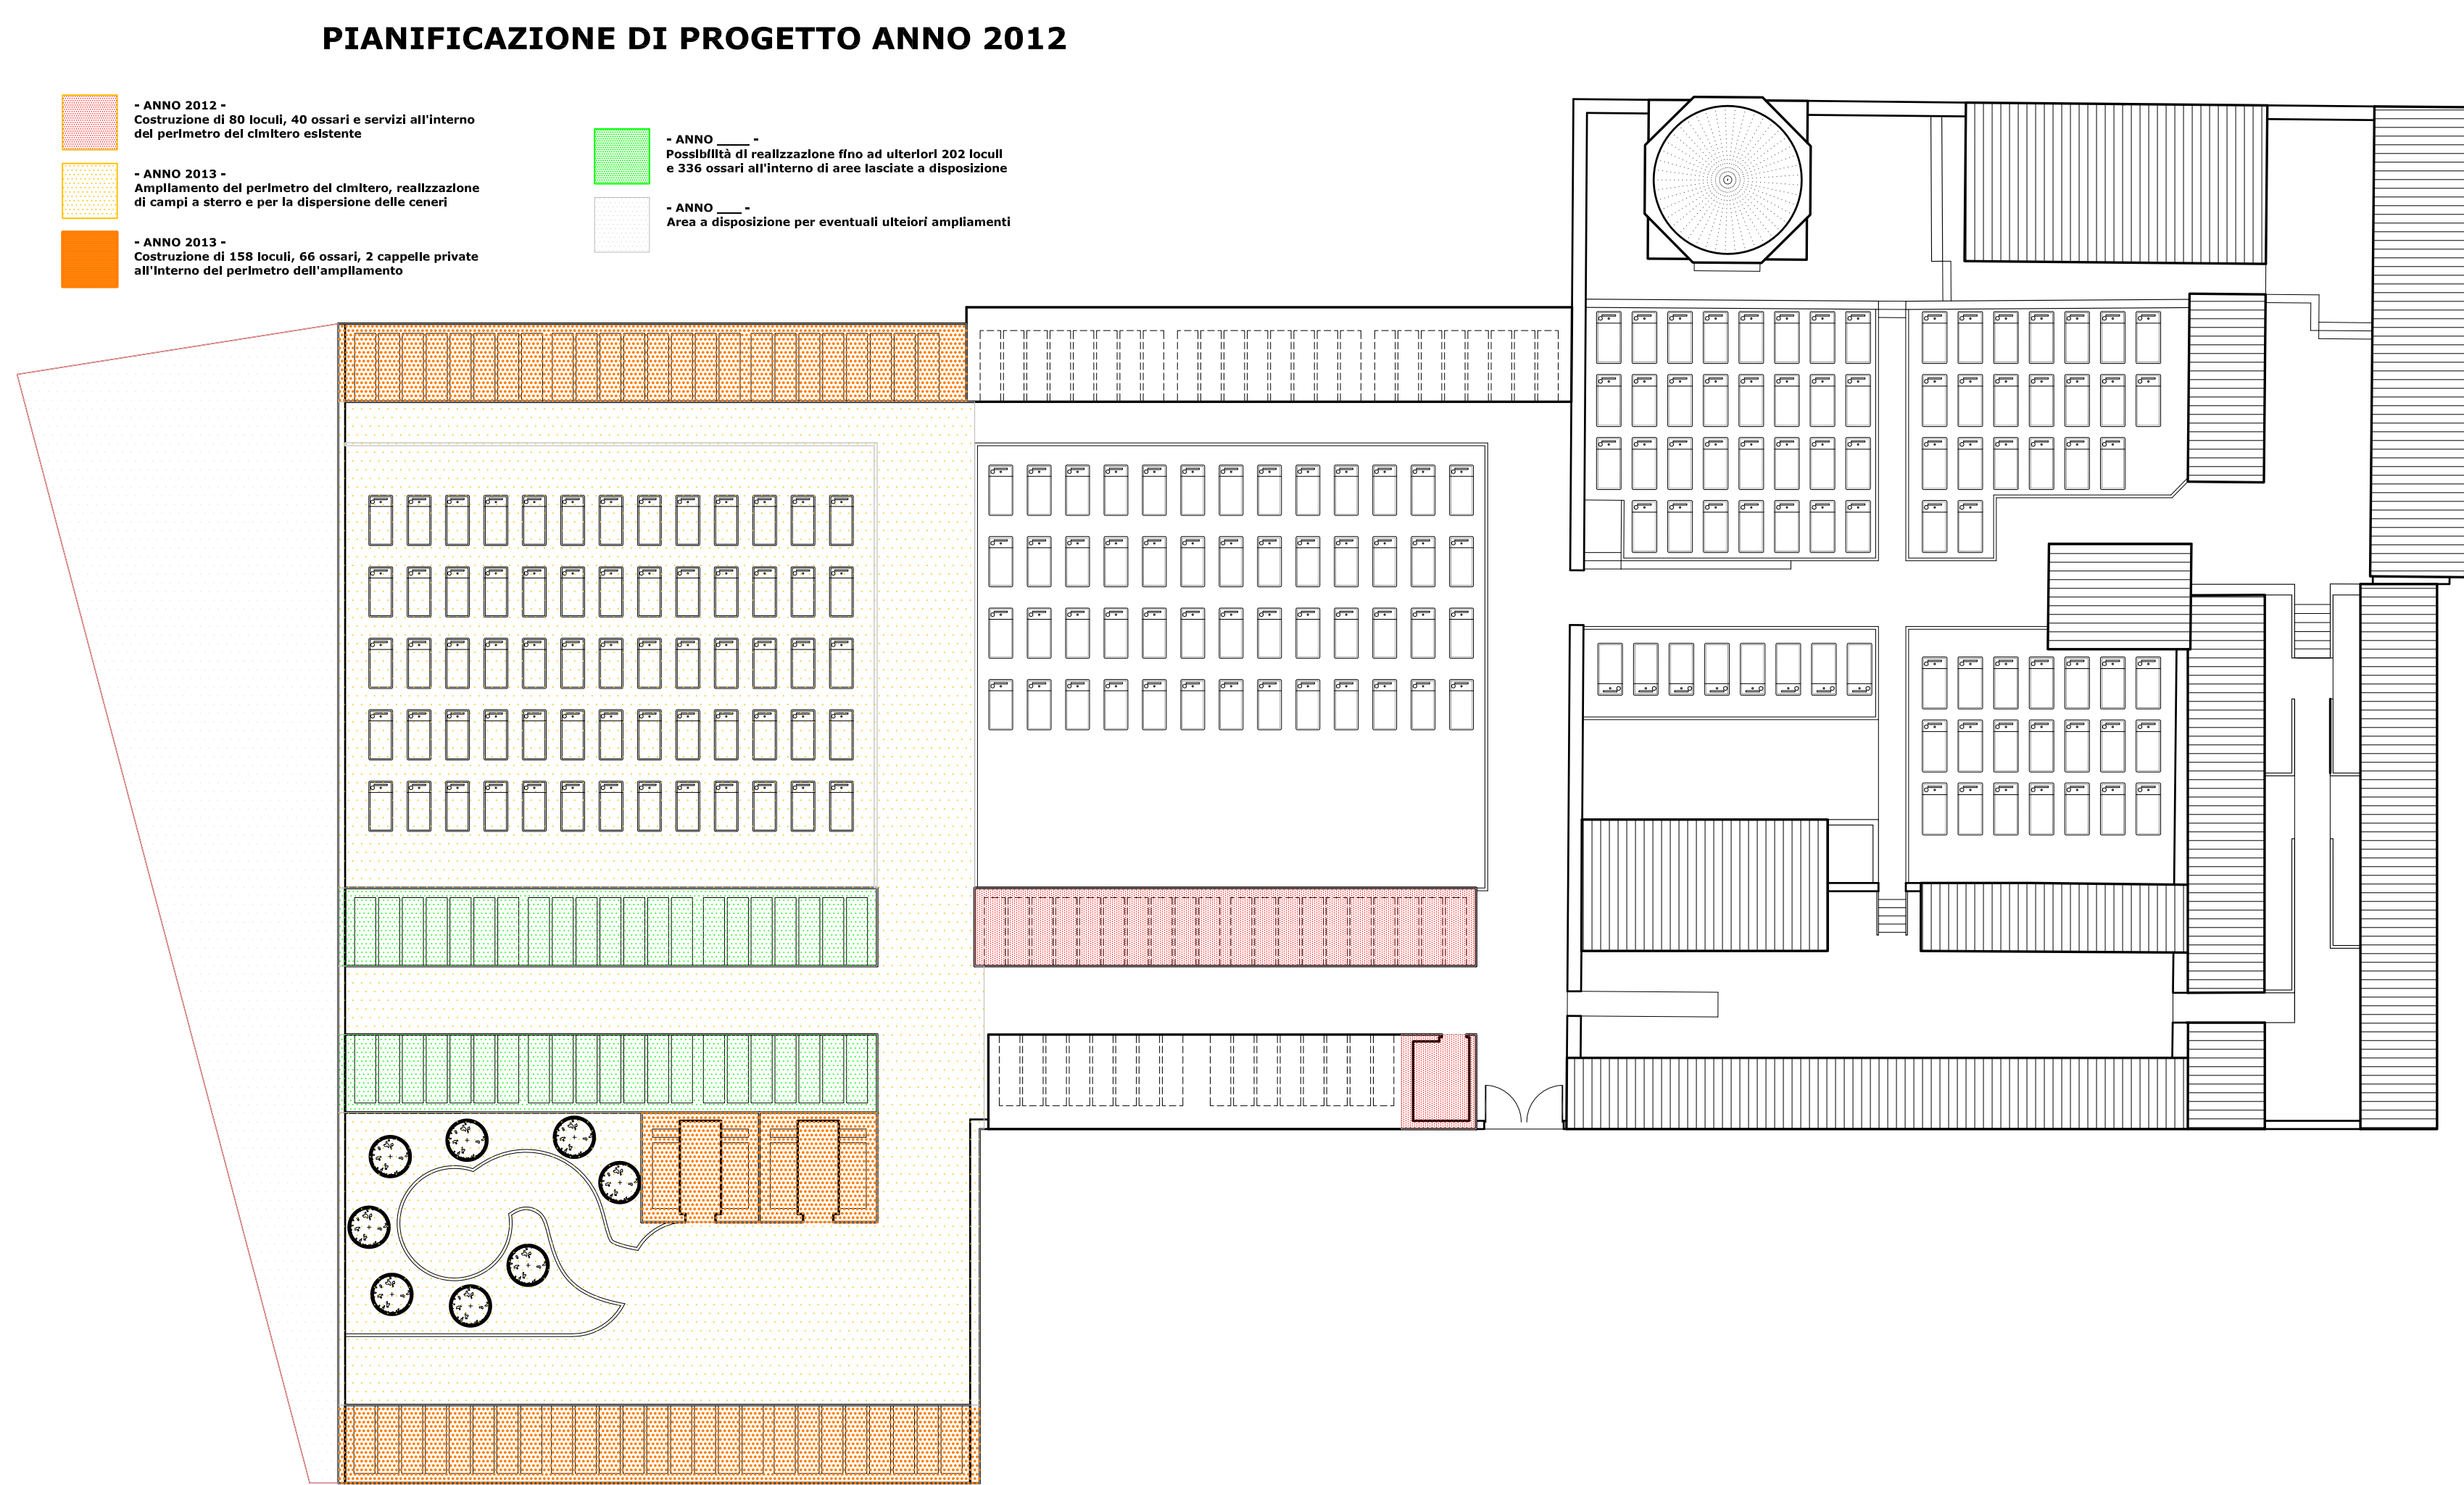 PIANIFICAZIONE DI PROGETTO ANNO 2012
- ANNO 2012 -
Costruzione di 80 loculi, 40 ossari e servizi all'interno
del perimetro del cimitero esistente
- ANNO 2013 -
Ampliamento del perimetro del cimitero, realizzazione
di campi a sterro e per la dispersione delle ceneri
- ANNO 2013 -
Costruzione di 158 loculi, 66 ossari, 2 cappelle private
all'interno del perimetro dell'ampliamento
- ANNO ____ -
Possibilità di realizzazione fino ad ulteriori 202 loculi
e 336 ossari all'interno di aree lasciate a disposizione
- ANNO ___ -
Area a disposizione per eventuali ulteiori ampliamenti